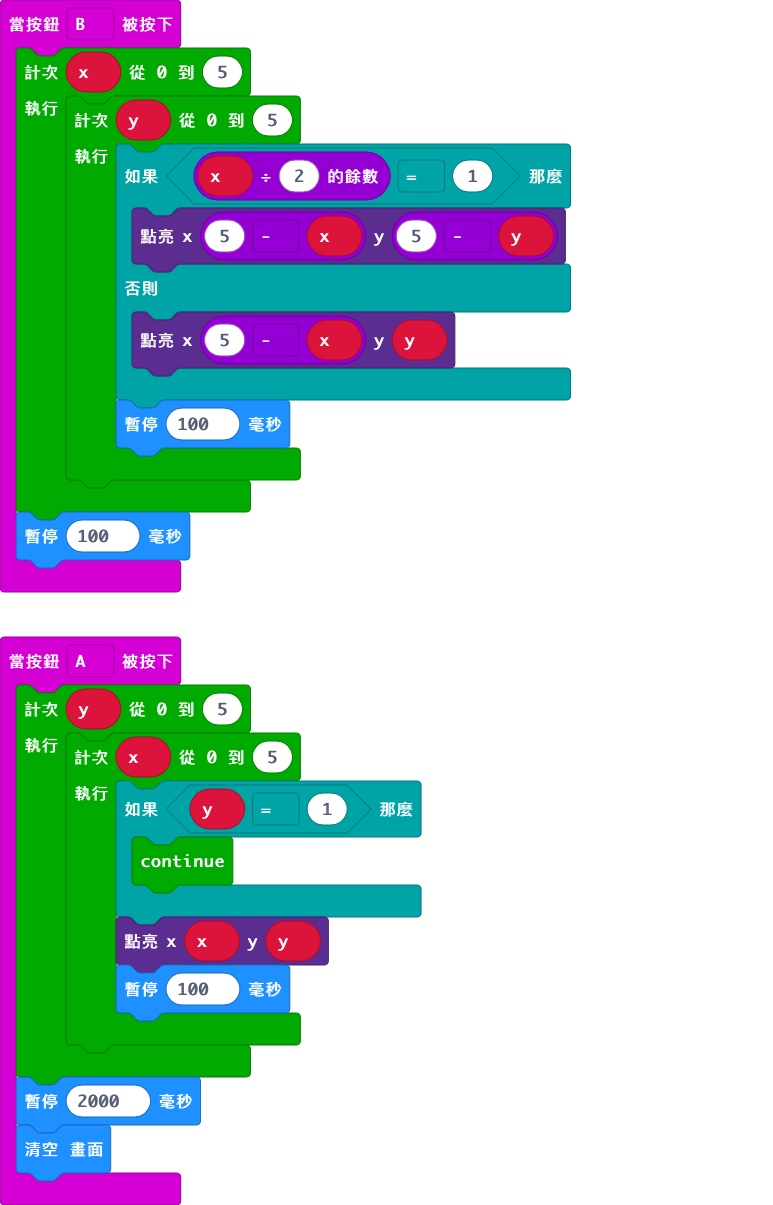 當按鈕 B 被按下
計次 x 從 0 到 5
執行 計次 y 從 0 到 5
執行 如果 x ÷ 2 的餘數 = 1 那麼
點亮 x 5 - x y 5 - y
否則
點亮 x 5 - x y y
暫停 100 毫秒
暫停 100 毫秒
當按鈕 A 被按下
計次 y 從 0 到 5
執行 計次 x 從 0 到 5
執行 如果 y = 1 那麼
continue
點亮 x x y y
暫停 100 毫秒
暫停 2000 毫秒
清空 畫面